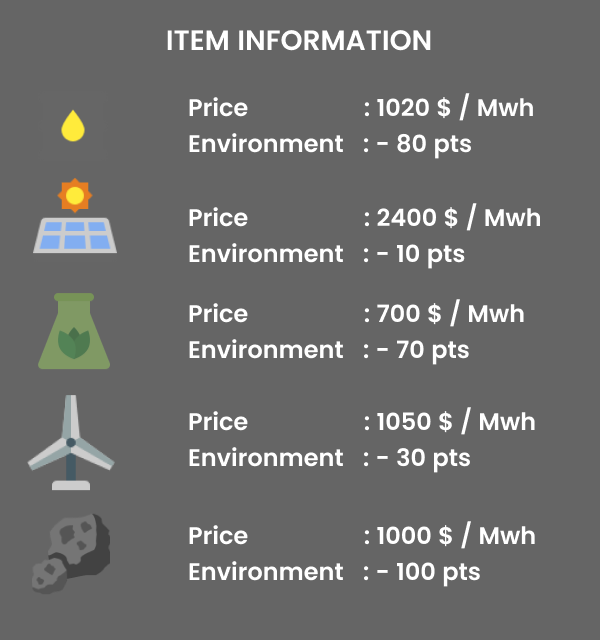 ITEM INFORMATION
Price : 1020 $ / Mwh
Environment : - 80 pts
Price : 2400 $ / Mwh
Environment : - 10 pts
Price : 700 $ / Mwh
Environment : - 70 pts
Price : 1050 $ / Mwh
Environment : - 30 pts
Price : 1000 $ / Mwh
Environment : - 100 pts